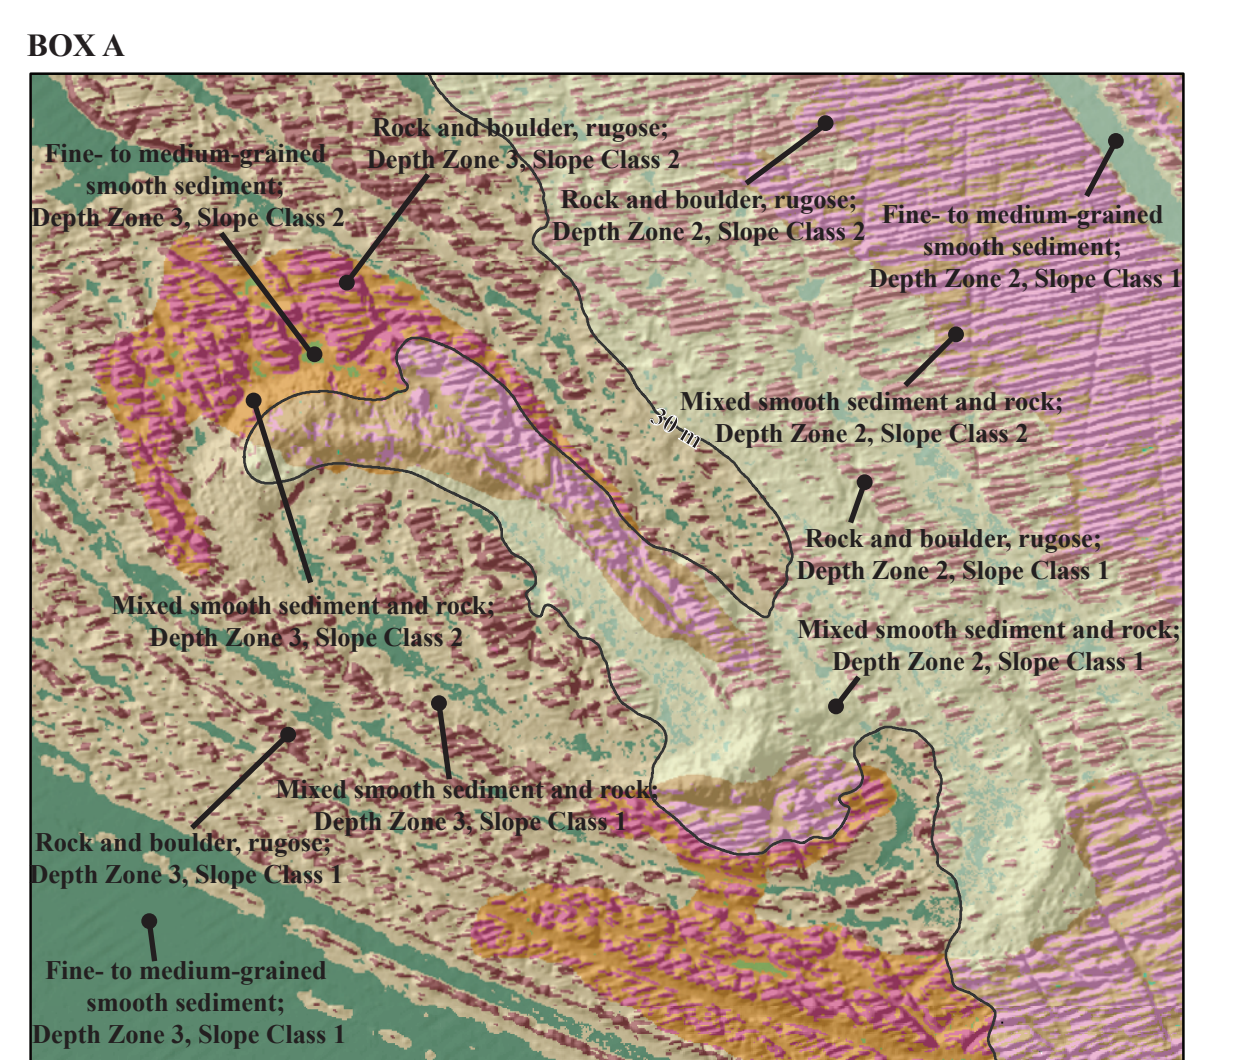 BOX A
Rock and boulder, rugose;
Depth Zone 3, Slope Class 2
Fine- to medium-grained
smooth sediment;
Depth Zone 3, Slope Class 2
Rock and boulder, rugose;
Depth Zone 2, Slope Class 2
Fine- to medium-grained
smooth sediment;
Depth Zone 2, Slope Class 1
Mixed smooth sediment and rock;
Depth Zone 2, Slope Class 2
30 m
Rock and boulder, rugose;
Depth Zone 2, Slope Class 1
Mixed smooth sediment and rock;
Depth Zone 3, Slope Class 2
Mixed smooth sediment and rock;
Depth Zone 2, Slope Class 1
Mixed smooth sediment and rock;
Depth Zone 3, Slope Class 1
Rock and boulder, rugose;
Depth Zone 3, Slope Class 1
Fine- to medium-grained
smooth sediment;
Depth Zone 3, Slope Class 1